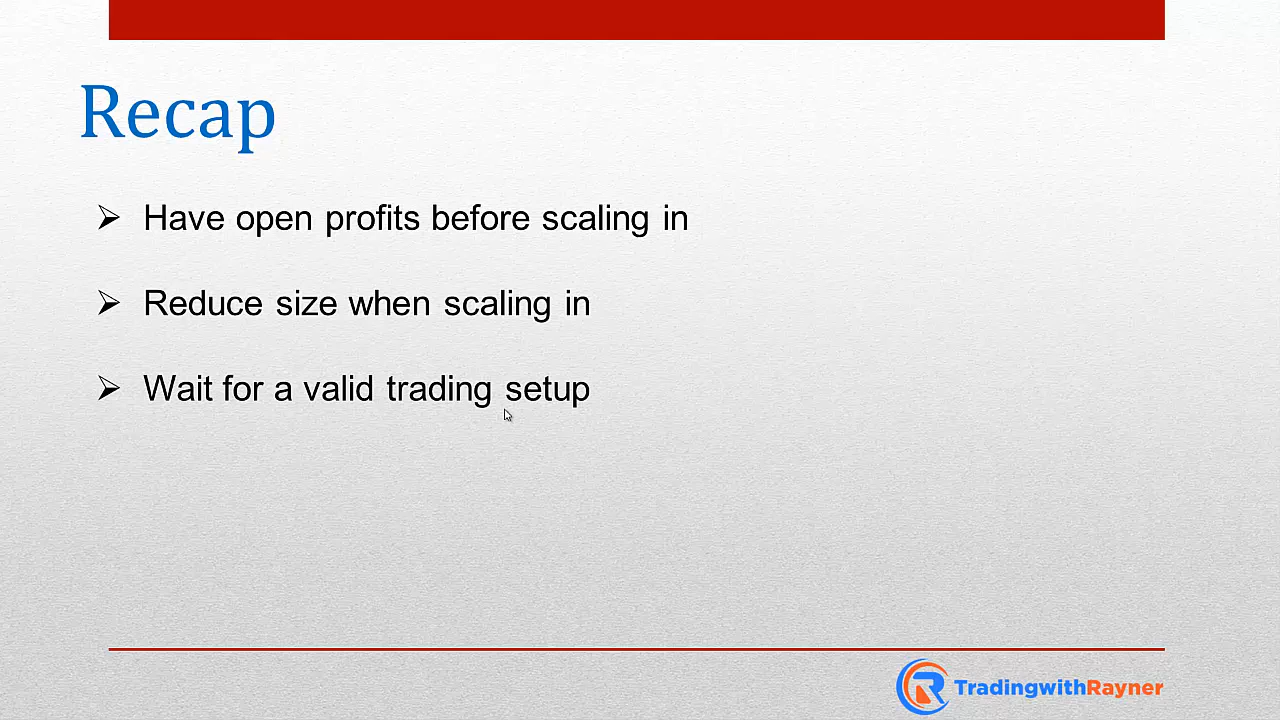 Recap
Have open profits before scaling in
Reduce size when scaling in
Wait for a valid trading setup
TradingwithRayner